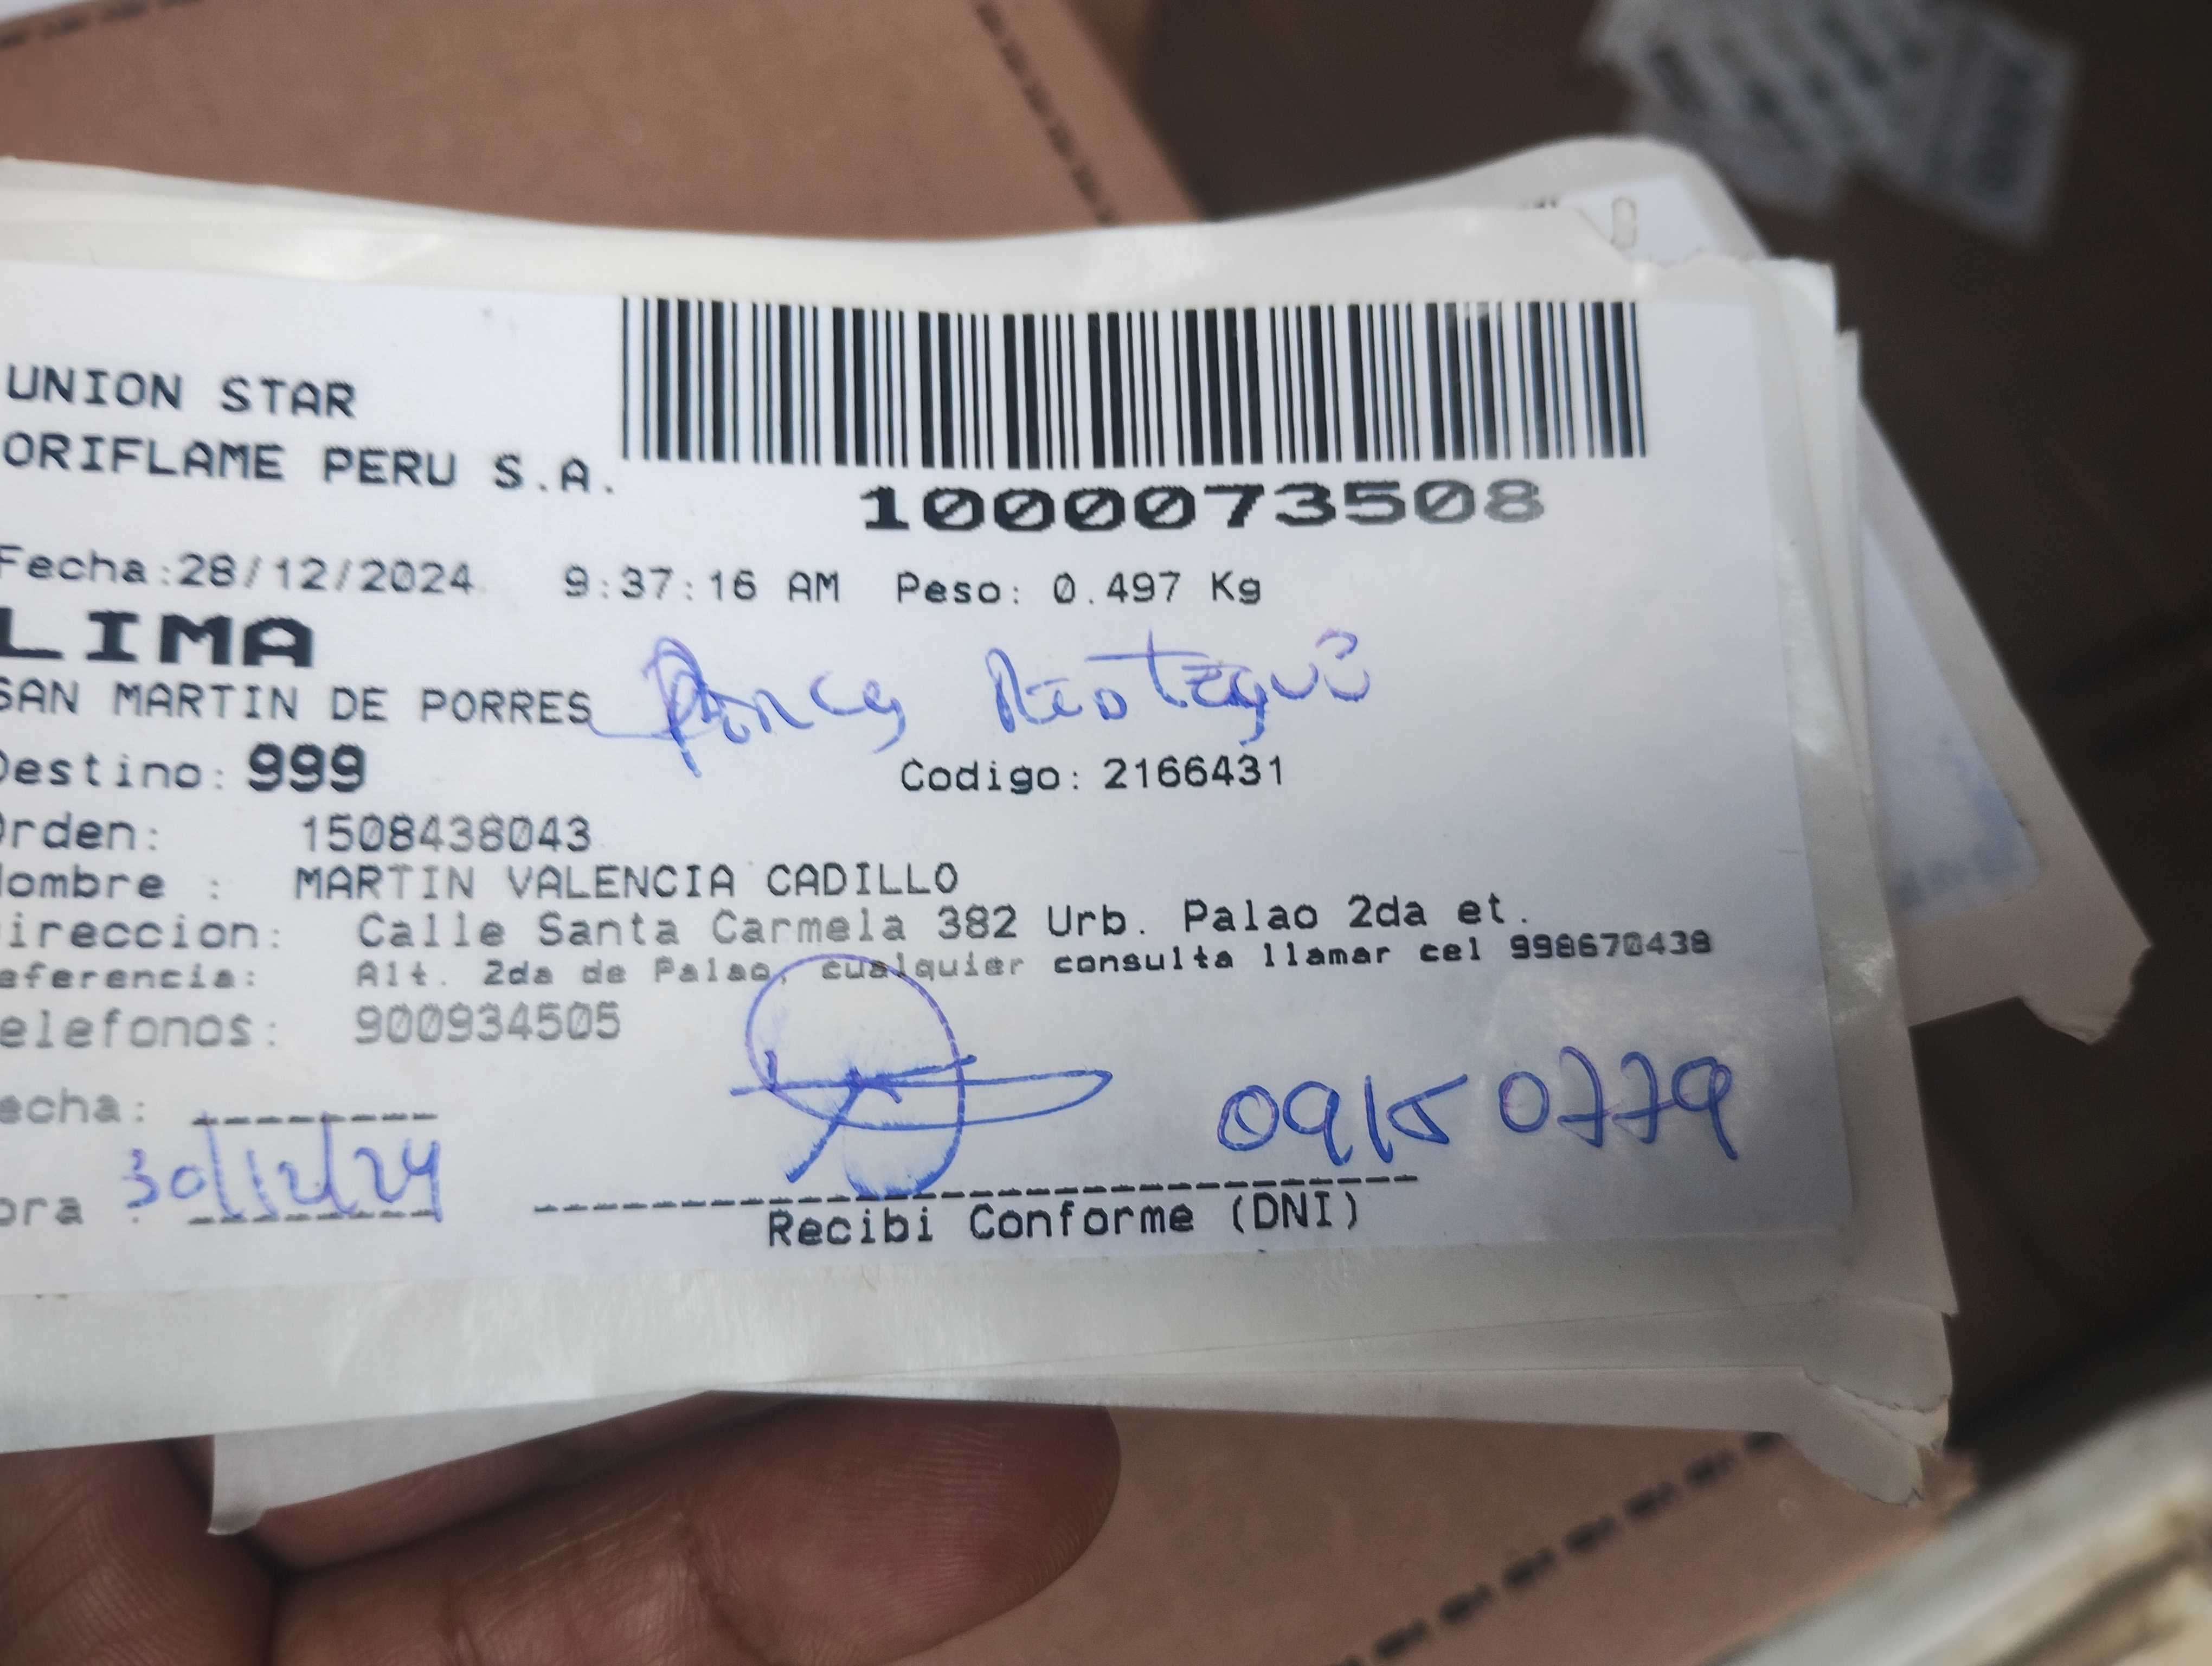 UNION STAR
ORIFLAME PERU S.A.
1000073508
Fecha:28/12/2024 9:37:16 AM Peso: 0.497 Kg
LIMA
SAN MARTIN DE PORRES
Destino: 999 Codigo: 2166431
Orden: 1508438043
Nombre : MARTIN VALENCIA CADILLO
Direccion: Calle Santa Carmela 382 Urb. Palao 2da et.
Referencia: Alt. 2da de Palao, cualquier consulta llamar cel 998670438
Telefonos: 900934505
Fecha:
09150779
Hora 30/12/24
Recibi Conforme (DNI)